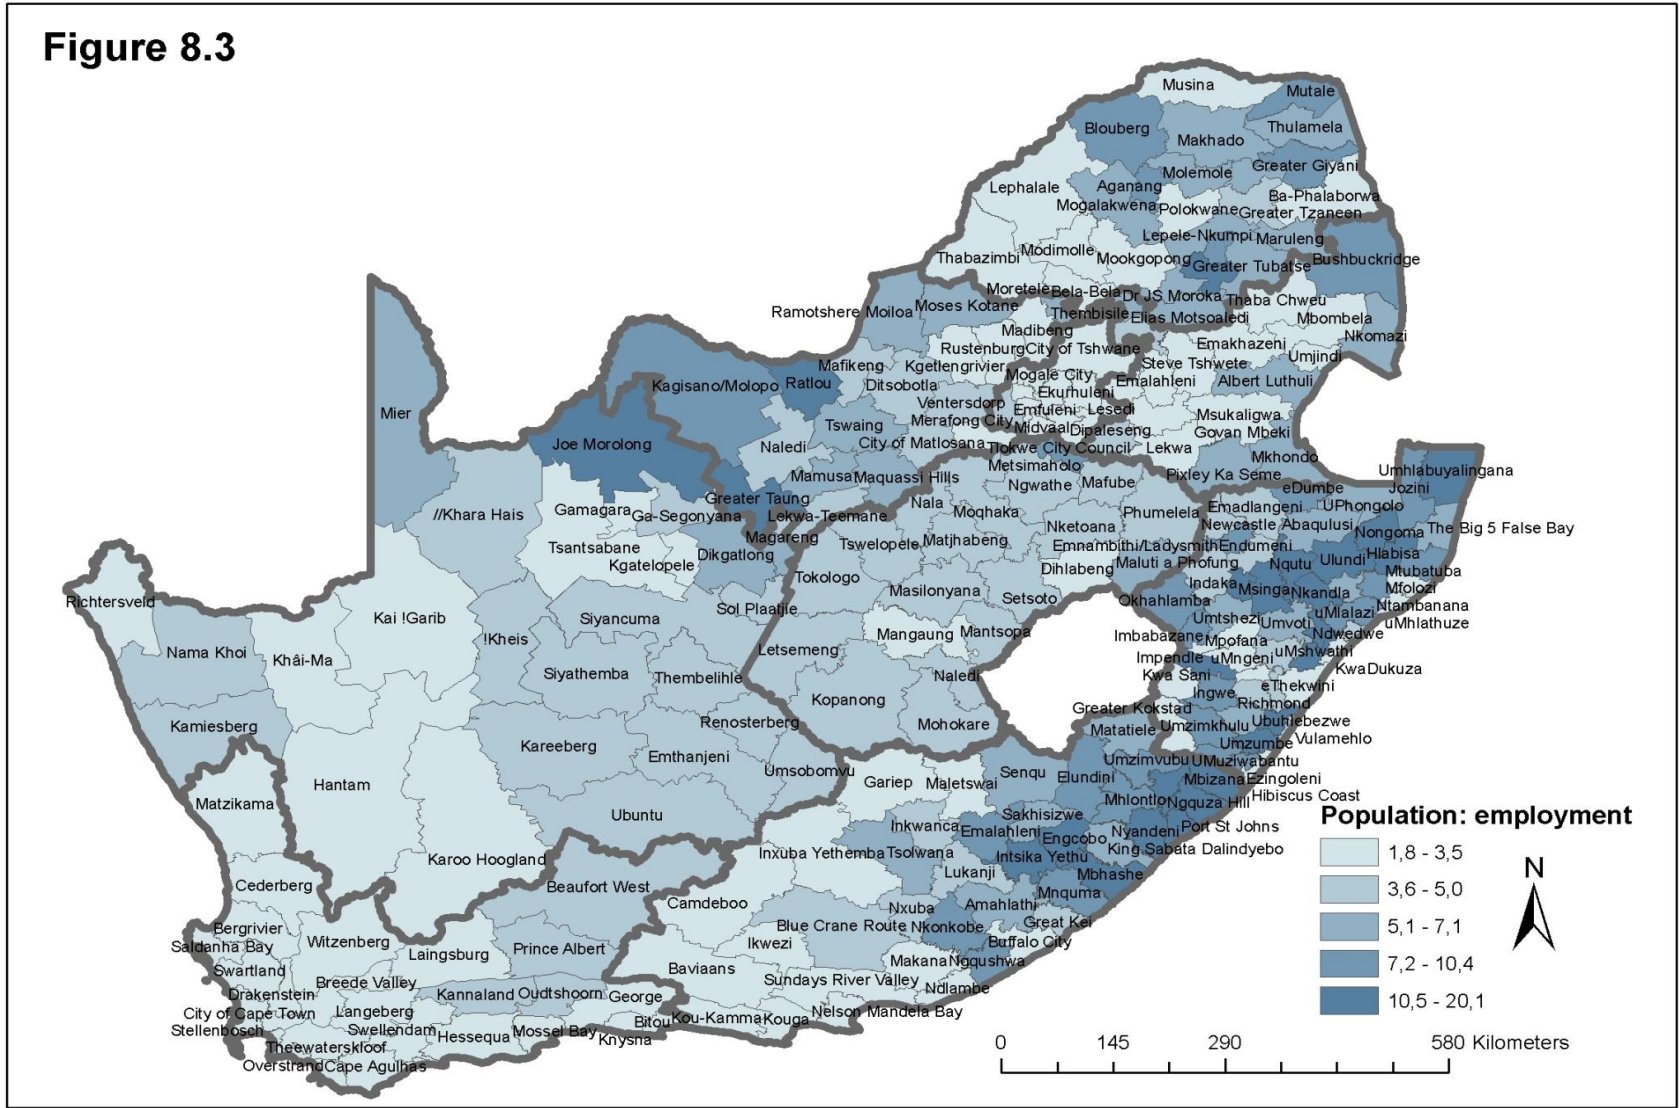 Figure 8.3
Musina
Mutale
Blouberg
Thulamela
Makhado
Greater Giyani
Molemole
Lephalale
Aganang
Ba-Phalaborwa
Mogalakwena
Polokwane
Greater Tzaneen
Lepele-Nkumpi
Maruleng
Modimolle
Mookgopong
Thabazimbi
Greater Tubatse
Bushbuckridge
Moretele
Bela-Bela
Dr JS Moroka
Thaba Chweu
Ramotshere Moiloa
Moses Kotane
Thembisile
Elias Motsoaledi
Mbombela
Madibeng
Nkomazi
Rustenburg
City of Tshwane
Emakhazeni
Umjindi
Mafikeng
Kgetlengrivier
Steve Tshwete
Mogale City
Kagisano/Molopo
Ratlou
Ditsobotla
Emalahleni
Albert Luthuli
Ekurhuleni
Ventersdorp
Emfuleni
Lesedi
Mier
Merafong City
Midvaal
Dipaleseng
Msukaligwa
Tswaing
Govan Mbeki
Joe Morolong
Naledi
City of Matlosana
Tlokwe City Council
Lekwa
Metsimaholo
Mkhondo
Mamusa
Maquassi Hills
Ngwathe
Mafube
Pixley Ka Seme
Umhlabuyalingana
Greater Taung
eDumbe
Jozini
Gamagara
Nala
Emadlangeni
UPhongolo
//Khara Hais
Ga-Segonyana
Lekwa-Teemane
Moqhaka
Phumelela
Newcastle
Abaqulusi
Nketoana
The Big 5 False Bay
Magareng
Nongoma
Tsantsabane
Dikgatlong
Tswelopele
Matjhabeng
Emnambithi/Ladysmith
Endumeni
Kgatelopele
Dihlabeng
Maluti a Phofung
Nqutu
Ulundi
Hlabisa
Tokologo
Mtubatuba
Indaka
Msinga
Nkandla
Mfolozi
Masilonyana
Setsoto
Okhahlamba
Richtersveld
Sol Plaatjie
Ntambanana
Kai !Garib
Siyancuma
Umtshezi
Umvoti
uMlalazi
uMhlathuze
!Kheis
Mangaung
Mantsopa
Imbabazane
Mpofana
Ndwedwe
Nama Khoi
Khâi-Ma
Letsemeng
Impendle
uMngeni
uMshwathi
KwaDukuza
Siyathemba
Thembelihle
Naledi
Kwa Sani
eThekwini
Kopanong
Ingwe
Richmond
Kamiesberg
Renosterberg
Mohokare
Greater Kokstad
Ubuhlebezwe
Kareeberg
Matatiele
Umzimkhulu
Vulamehlo
Emthanjeni
Umzumbe
Umsobomvu
Umzimvubu
UMuziwabantu
Hantam
Gariep
Maletswai
Senqu
Elundini
Mbizana
Ezingoleni
Matzikama
Hibiscus Coast
Ubuntu
Mhlontlo
Ngquza Hill
Sakhisizwe
Inkwanca
Emalahleni
Engcobo
Nyandeni
Port St Johns
Karoo Hoogland
Inxuba Yethemba
Tsolwana
Intsika Yethu
King Sabata Dalindyebo
Cederberg
Beaufort West
Lukanji
Mbhashe
Mnquma
Camdeboo
Nxuba
Amahlathi
Bergrivier
Blue Crane Route
Nkonkobe
Great Kei
Saldanha Bay
Witzenberg
Prince Albert
Ikwezi
Buffalo City
Laingsburg
Swartland
Baviaans
Makana
Ngqushwa
Breede Valley
Sundays River Valley
Drakenstein
Kannaland
Oudtshoorn
George
Ndlambe
City of Cape Town
Langeberg
Nelson Mandela Bay
Stellenbosch
Swellendam
Hessequa
Mossel Bay
Bitou
Kou-Kamma
Kouga
Knysna
Theewaterskloof
Overstrand
Cape Agulhas
Population: employment
1,8 - 3,5
3,6 - 5,0
5,1 - 7,1
7,2 - 10,4
10,5 - 20,1
N
0 145 290 580 Kilometers